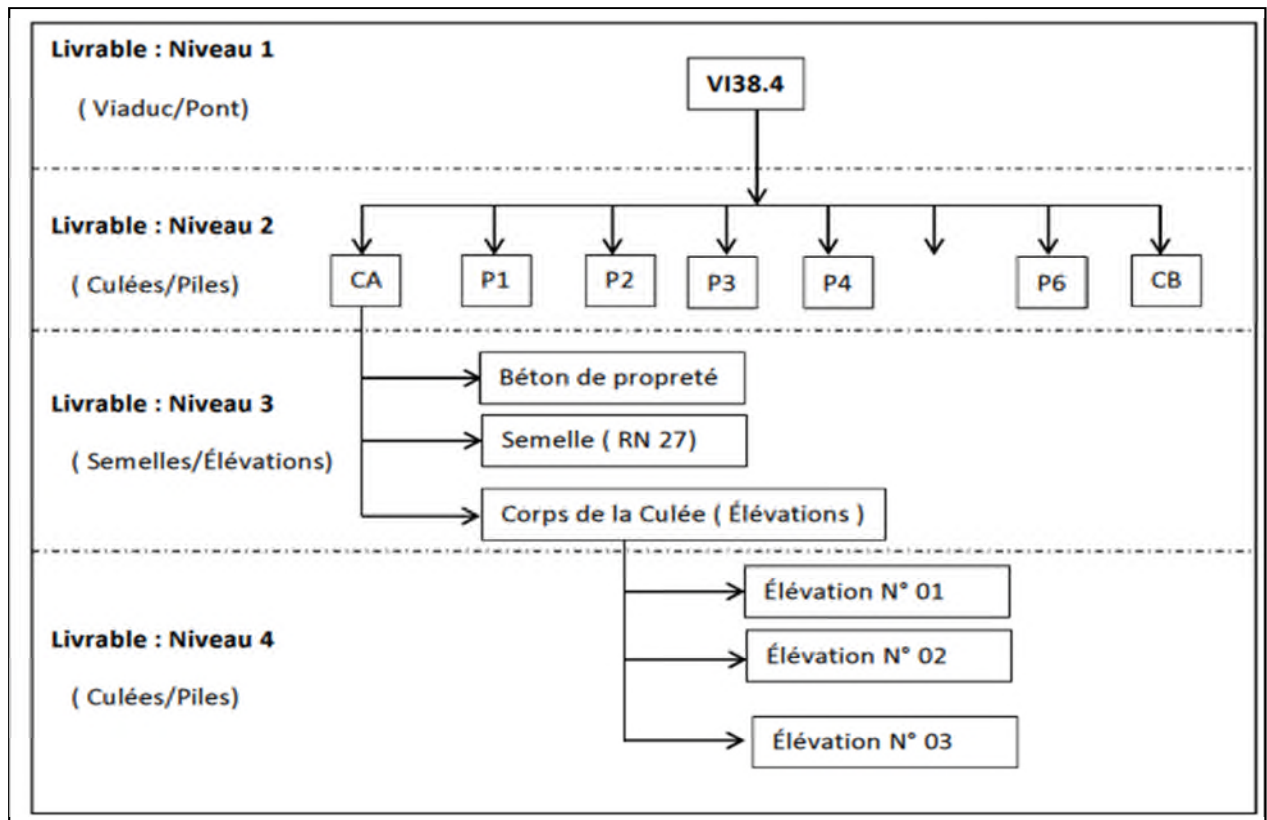 Livrable : Niveau 1
( Viaduc/Pont)
VI38.4
Livrable : Niveau 2
( Culées/Piles)
CA P1 P2 P3 P4 P6 CB
Livrable : Niveau 3
( Semelles/Élévations)
Béton de propreté
Semelle ( RN 27)
Corps de la Culée ( Élévations )
Livrable : Niveau 4
( Culées/Piles)
Élévation N° 01
Élévation N° 02
Élévation N° 03